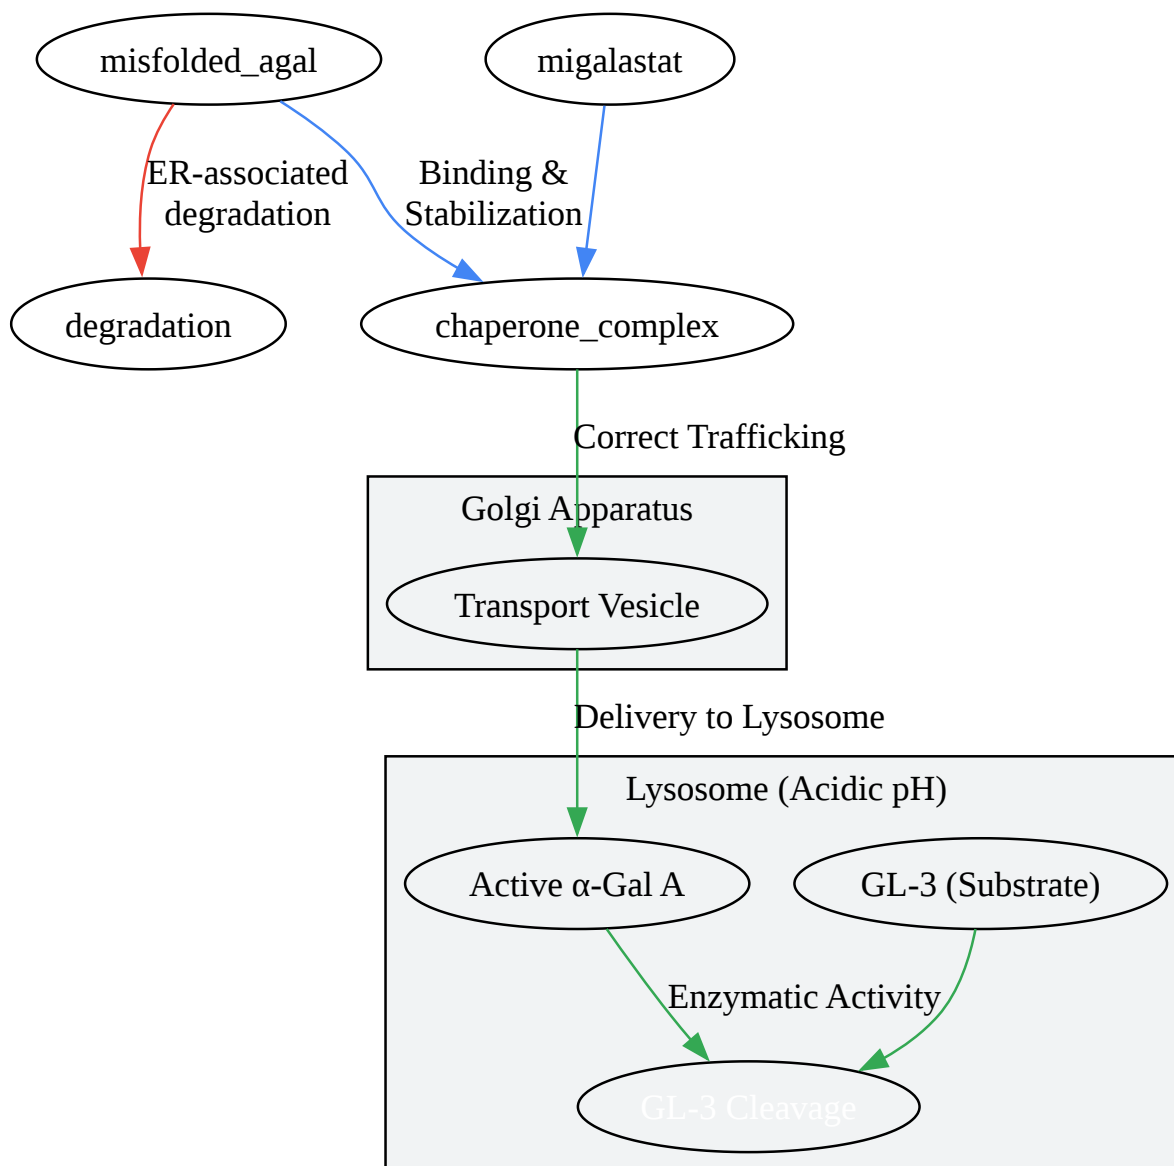 misfolded_agal
migalastat
ER-associated
degradation
Binding &
Stabilization
degradation
chaperone_complex
Correct Trafficking
Golgi Apparatus
Transport Vesicle
Delivery to Lysosome
Lysosome (Acidic pH)
Active α-Gal A
GL-3 (Substrate)
Enzymatic Activity
GL-3 Cleavage